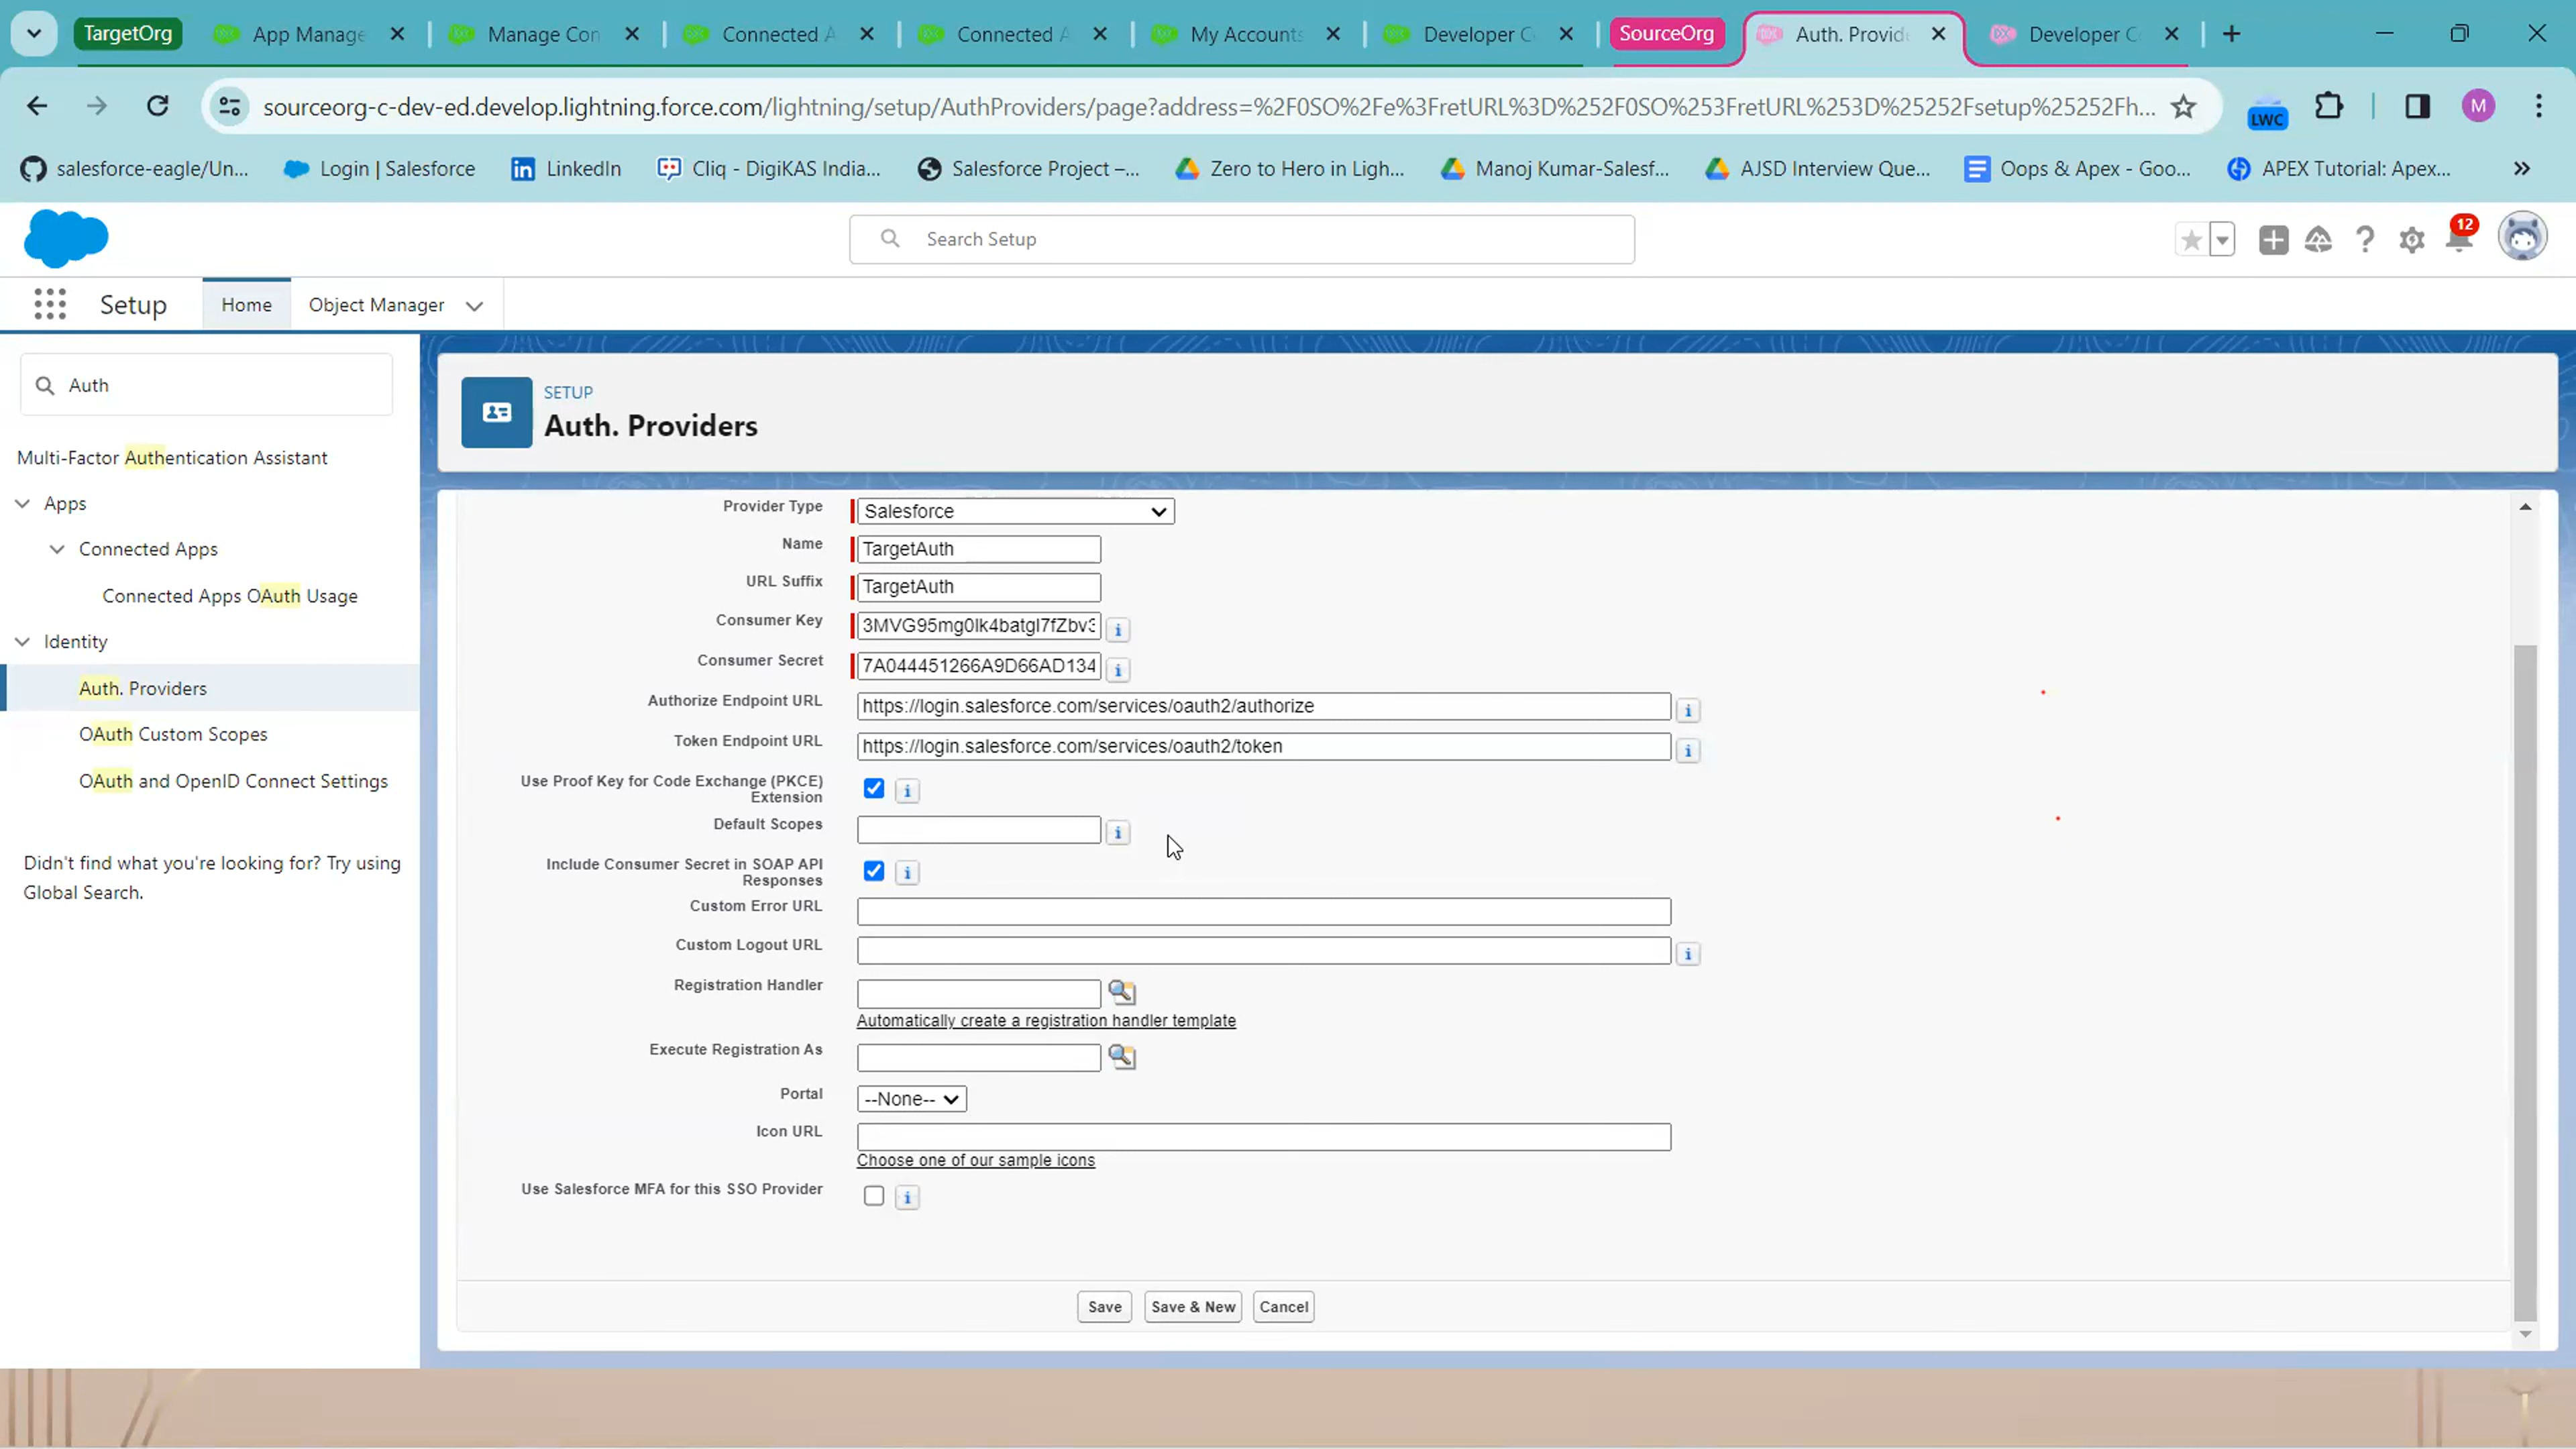 TargetOrg App Manage Manage Con Connected A Connected A My Accounts Developer C SourceOrg Auth. Provid Developer C
sourceorg-c-dev-ed.develop.lightning.force.com/lightning/setup/AuthProviders/page?address=%2F0SO%2Fe%3FretURL%3D%252F0SO%253FretURL%253D%25252Fsetup%25252Fh... LWC M
salesforce-eagle/Un... Login | Salesforce LinkedIn Cliq - DigiKAS India... Salesforce Project –... Zero to Hero in Ligh... Manoj Kumar-Salesf... AJSD Interview Que... Oops & Apex - Goo... APEX Tutorial: Apex... »
Search Setup 12
Setup Home Object Manager
Auth
Multi-Factor Authentication Assistant
Apps
Connected Apps
Connected Apps OAuth Usage
Identity
Auth. Providers
OAuth Custom Scopes
OAuth and OpenID Connect Settings
Didn't find what you're looking for? Try using
Global Search.
SETUP
Auth. Providers
Provider Type Salesforce
Name TargetAuth
URL Suffix TargetAuth
Consumer Key
Consumer Secret 7A044451266A9D66AD134
Authorize Endpoint URL https://login.salesforce.com/services/oauth2/authorize
Token Endpoint URL https://login.salesforce.com/services/oauth2/token
Use Proof Key for Code Exchange (PKCE)
Extension
Default Scopes
Include Consumer Secret in SOAP API
Responses
Custom Error URL
Custom Logout URL
Registration Handler
Automatically create a registration handler template
Execute Registration As
Portal --None--
Icon URL
Choose one of our sample icons
Use Salesforce MFA for this SSO Provider
Save Save & New Cancel